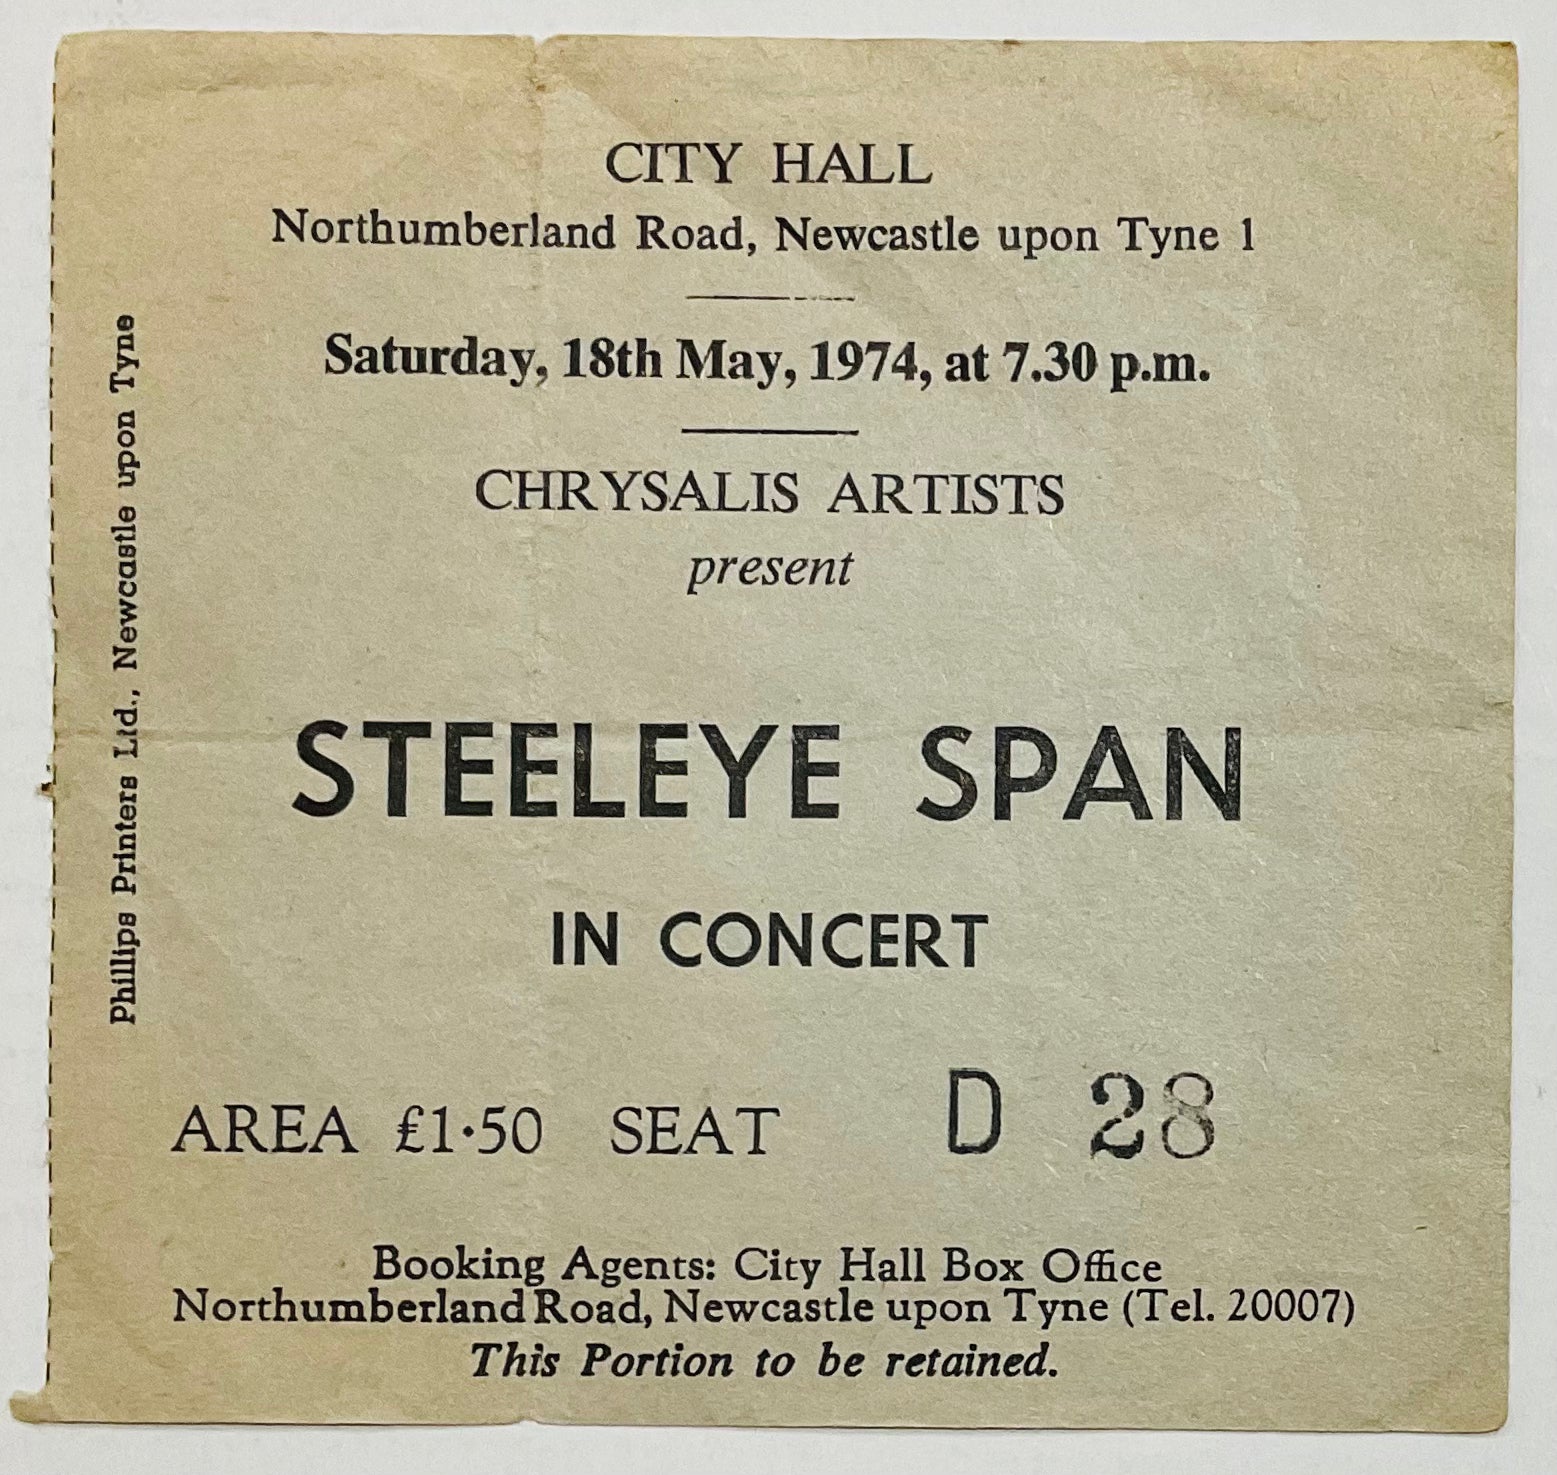 CITY HALL
Northumberland Road, Newcastle upon Tyne 1
Saturday, 18th May, 1974, at 7.30 p.m.
CHRYSALIS ARTISTS
present
STEELEYE SPAN
IN CONCERT
AREA £1·50 SEAT D 28
Booking Agents: City Hall Box Office
Northumberland Road, Newcastle upon Tyne (Tel. 20007)
This Portion to be retained.
Phillips Printers Ltd., Newcastle upon Tyne